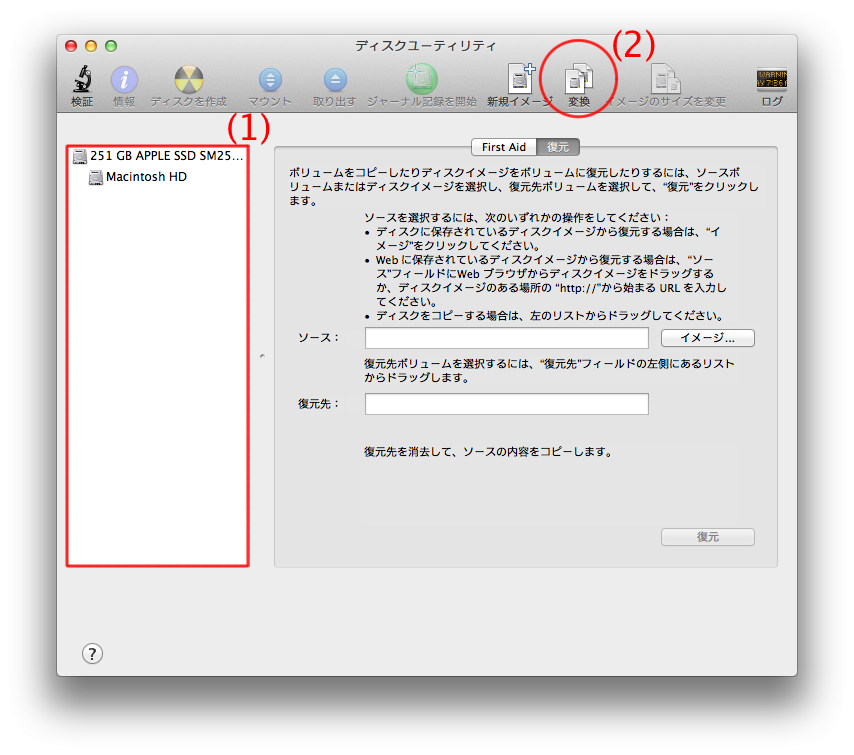 ディスクユーティリティ
(2)
検証 情報 ディスクを作成 マウント 取り出す ジャーナル記録を開始 新規イメージ 変換 イメージのサイズを変更 ログ
(1)
251 GB APPLE SSD SM25...
Macintosh HD
First Aid 復元
ボリュームをコピーしたりディスクイメージをボリュームに復元したりするには、ソースボ
リュームまたはディスクイメージを選択し、復元先ボリュームを選択して、“復元”をクリックし
ます。
ソースを選択するには、次のいずれかの操作をしてください：
• ディスクに保存されているディスクイメージから復元する場合は、“イ
メージ”をクリックしてください。
• Web に保存されているディスクイメージから復元する場合は、“ソー
ス”フィールドにWeb ブラウザからディスクイメージをドラッグする
か、ディスクイメージのある場所の “http://”から始まる URL を入力し
てください。
• ディスクをコピーする場合は、左のリストからドラッグしてください。
ソース： イメージ...
復元先ボリュームを選択するには、“復元先”フィールドの左側にあるリスト
からドラッグします。
復元先：
復元先を消去して、ソースの内容をコピーします。
復元
?